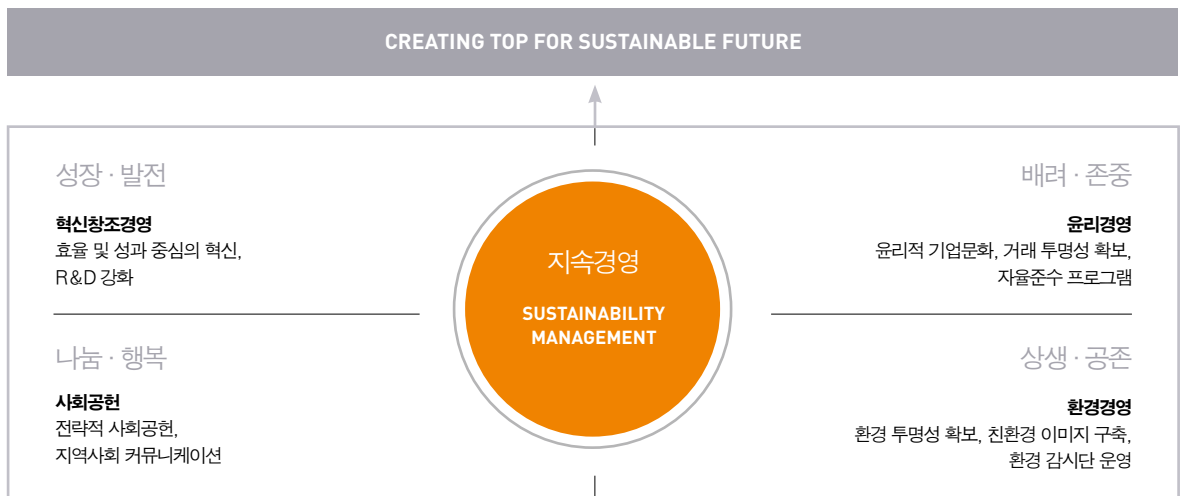 CREATING TOP FOR SUSTAINABLE FUTURE
성장 · 발전
혁신창조경영
효율 및 성과 중심의 혁신,
R&D 강화
배려 · 존중
윤리경영
윤리적 기업문화, 거래 투명성 확보,
자율준수 프로그램
지속경영
SUSTAINABILITY
MANAGEMENT
나눔 · 행복
사회공헌
전략적 사회공헌,
지역사회 커뮤니케이션
상생 · 공존
환경경영
환경 투명성 확보, 친환경 이미지 구축,
환경 감시단 운영